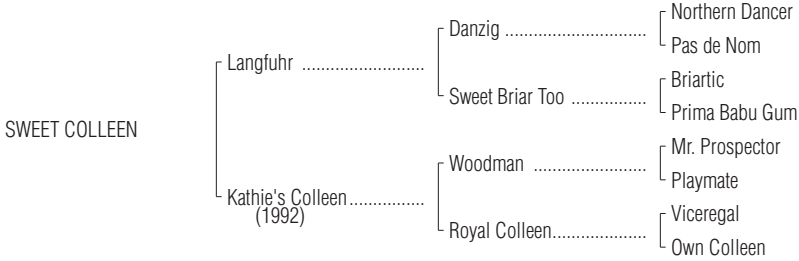 Northern Dancer
Danzig ..............................
Pas de Nom
Langfuhr ..........................
Briartic
Sweet Briar Too ................
Prima Babu Gum
SWEET COLLEEN
Mr. Prospector
Woodman ........................
Playmate
Kathie's Colleen................
(1992)
Viceregal
Royal Colleen....................
Own Colleen